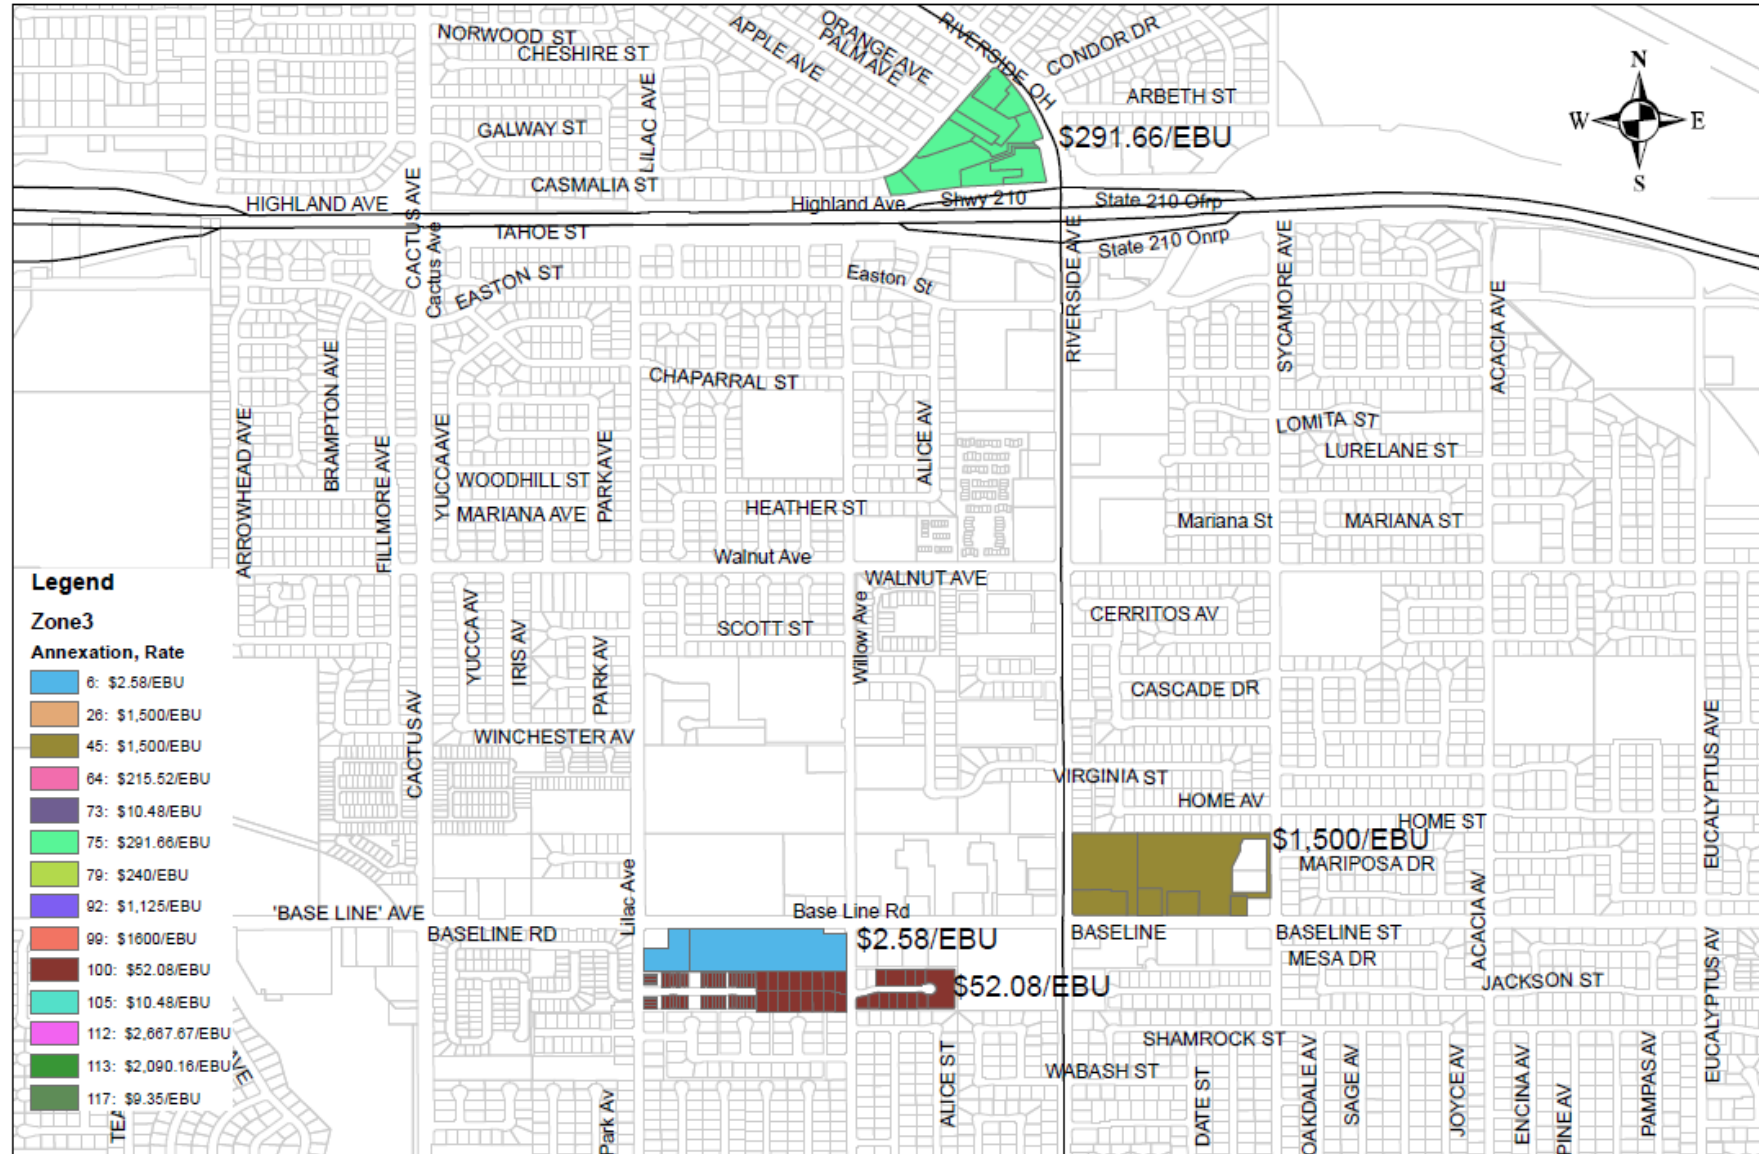 NORWOOD ST
CHESHIRE ST
APPLE AVE
ORANGE AVE
PALM AVE
RIVERSIDE OH
CONDOR DR
ARBETH ST
N
W
E
S
GALWAY ST
LILAC AVE
$291.66/EBU
CASMALIA ST
HIGHLAND AVE
CACTUS AVE
Highland Ave
Shwy 210
State 210 Ofrp
TAHOE ST
Cactus Ave
EASTON ST
Easton St
RIVERSIDE AVE
State 210 Onrp
SYCAMORE AVE
ACACIA AVE
BRAMPTON AVE
CHAPARRAL ST
ARROWHEAD AVE
FILLMORE AVE
YUCCA AVE
PARK AVE
ALICE AV
LOMITA ST
LURELANE ST
WOODHILL ST
MARIANA AVE
HEATHER ST
Mariana St
MARIANA ST
Walnut Ave
WALNUT AVE
YUCCA AV
IRIS AV
PARK AV
SCOTT ST
Willow Ave
CERRITOS AV
CASCADE DR
CACTUS AV
WINCHESTER AV
VIRGINIA ST
HOME AV
HOME ST
EUCALYPTUS AVE
$1,500/EBU
MARIPOSA DR
Lilac Ave
'BASE LINE' AVE
BASELINE RD
Base Line Rd
BASELINE
BASELINE ST
ACACIA AV
$2.58/EBU
MESA DR
$52.08/EBU
JACKSON ST
EUCALYPTUS AV
SHAMROCK ST
WABASH ST
Park Av
ALICE ST
DATE ST
OAKDALE AV
SAGE AV
JOYCE AV
ENCINA AV
PINE AV
PAMPAS AV
Legend
Zone3
Annexation, Rate
6: $2.58/EBU
26: $1,500/EBU
45: $1,500/EBU
64: $215.52/EBU
73: $10.48/EBU
75: $291.66/EBU
79: $240/EBU
92: $1,125/EBU
99: $1600/EBU
100: $52.08/EBU
105: $10.48/EBU
112: $2,667.67/EBU
113: $2,090.16/EBU
117: $9.35/EBU